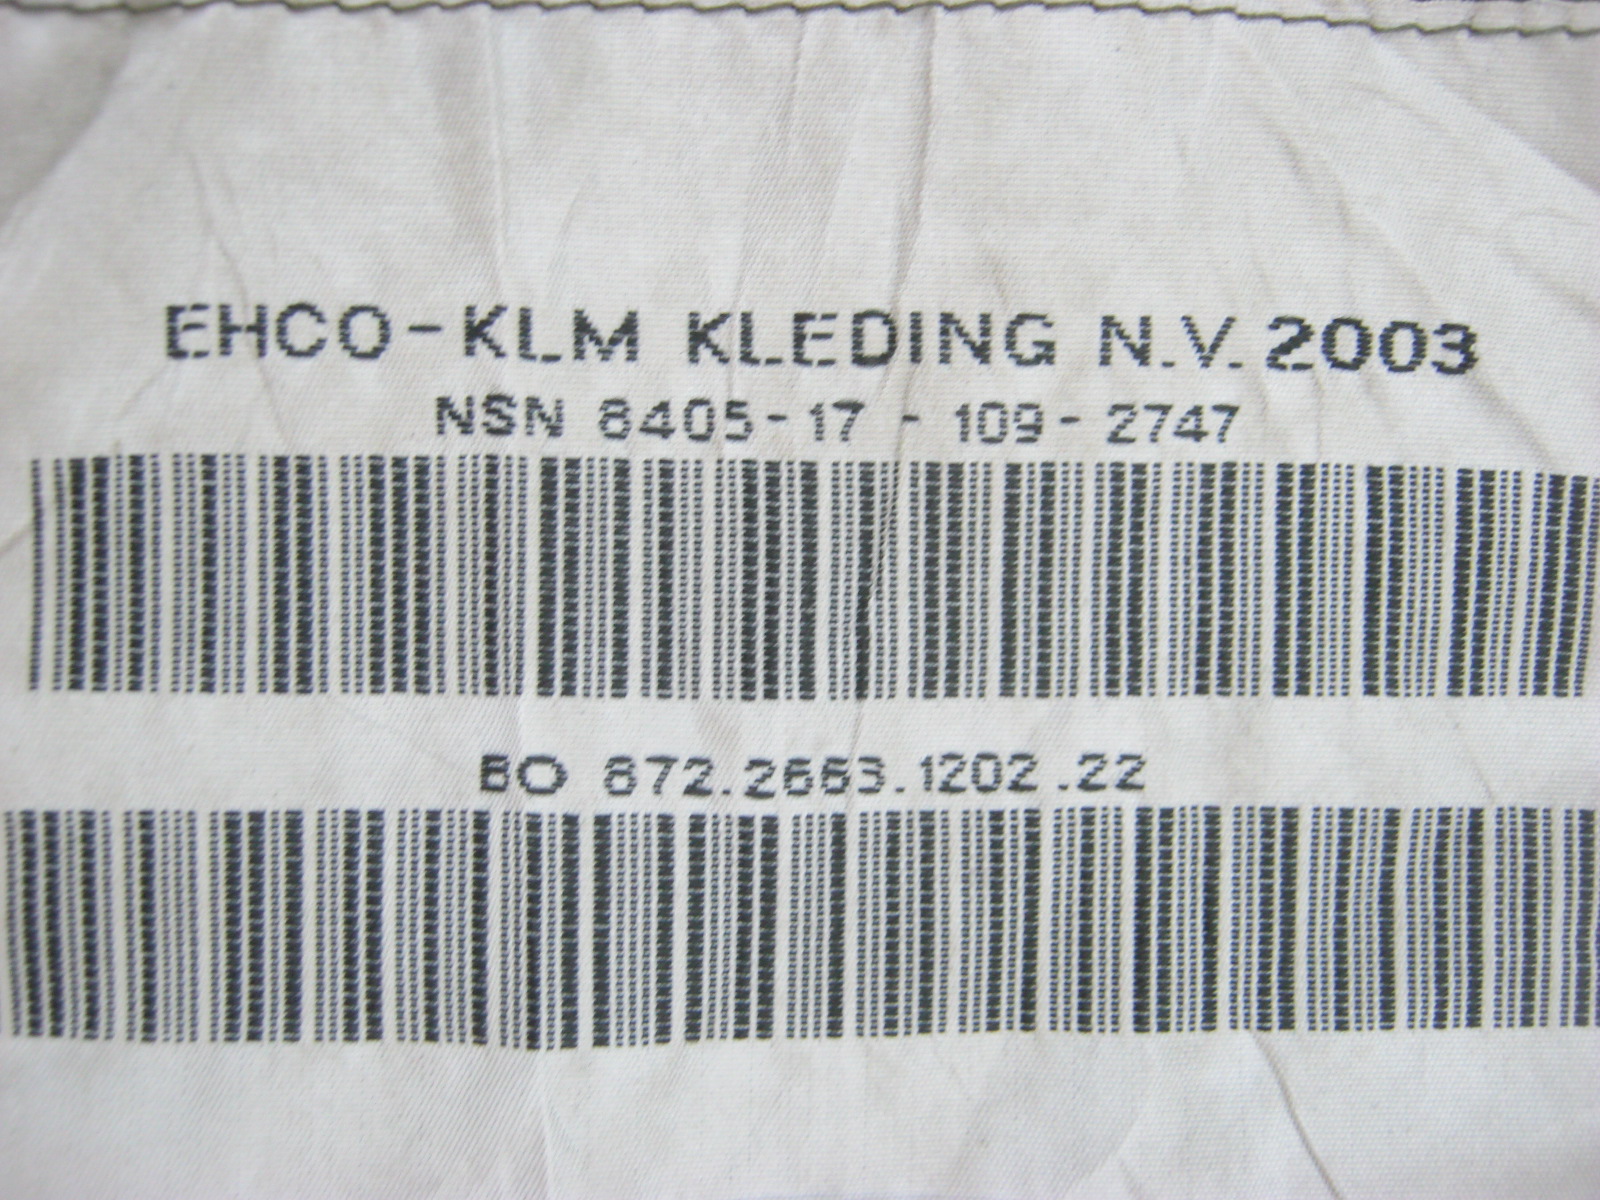 EHCO-KLM KLEDING N.V. 2003
NSN 8405-17-109-2747
BO 872.2663.1202.22